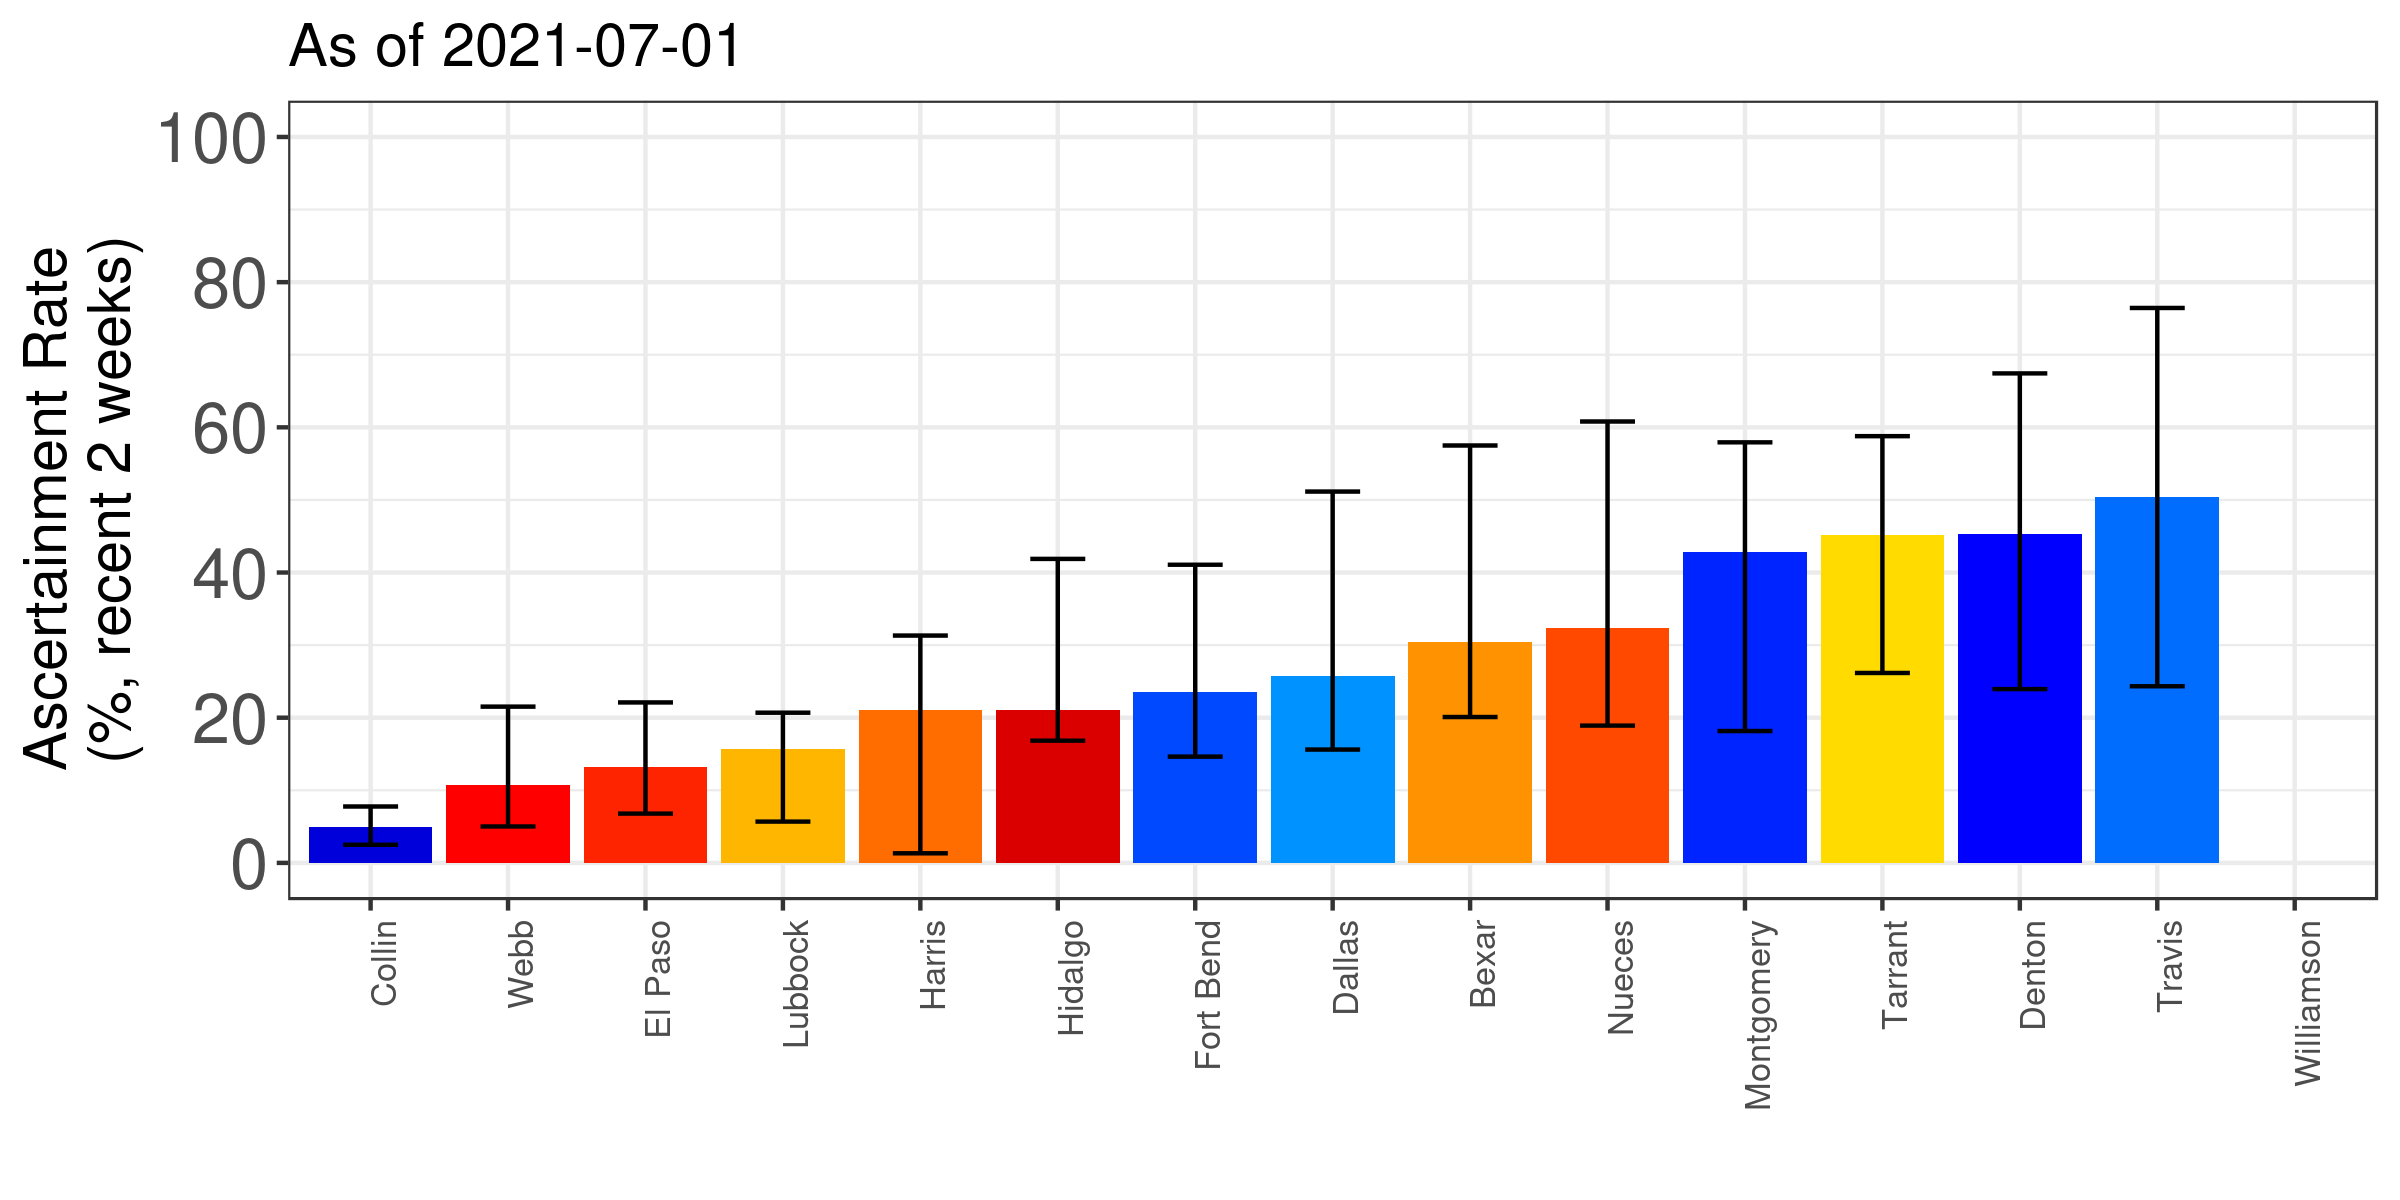 As of 2021-07-01
Ascertainment Rate
(%, recent 2 weeks)
100
80
60
40
20
0
Collin
Webb
El Paso
Lubbock
Harris
Hidalgo
Fort Bend
Dallas
Bexar
Nueces
Montgomery
Tarrant
Denton
Travis
Williamson